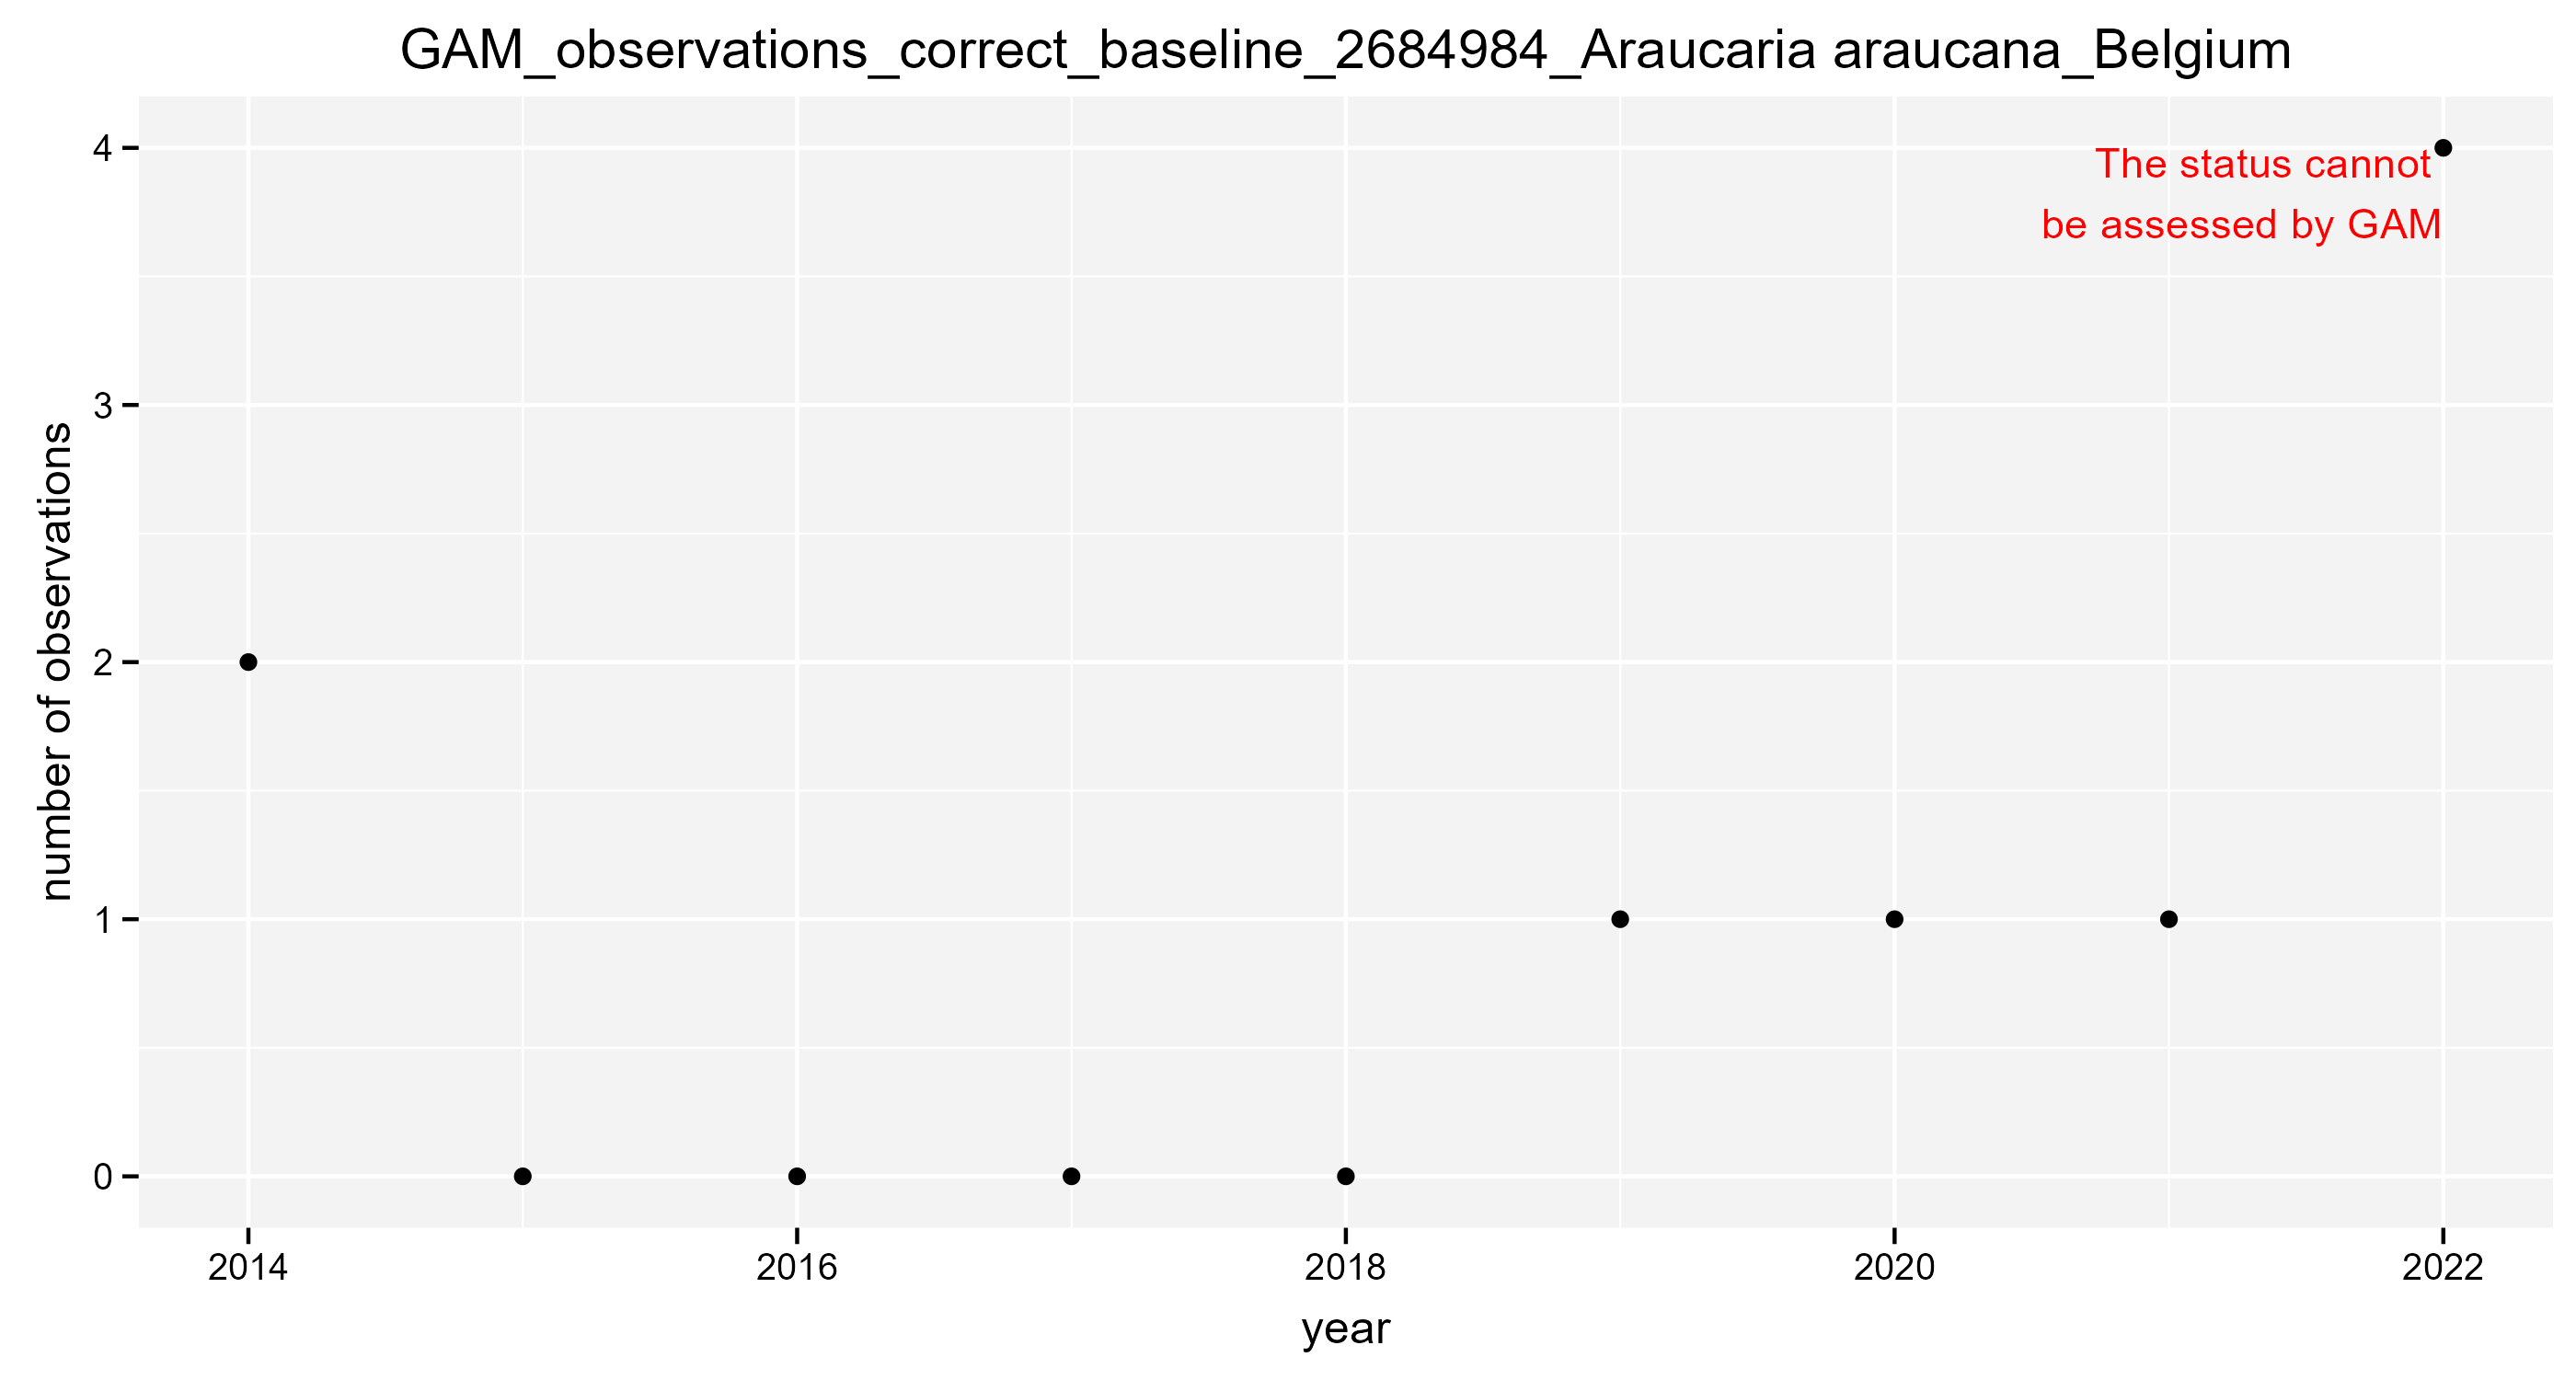 GAM_observations_correct_baseline_2684984_Araucaria araucana_Belgium
4
The status cannot
be assessed by GAM
3
number of observations
2
1
0
2014 2016 2018 2020 2022
year